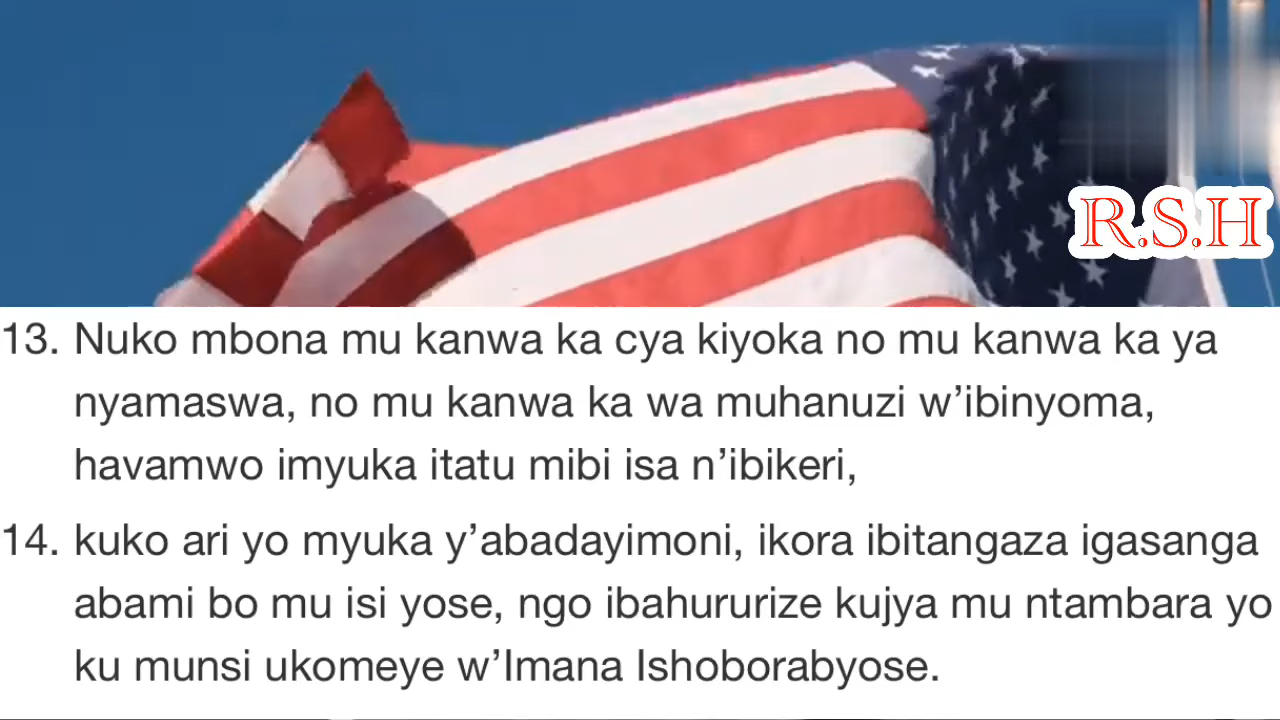 R.S.H
13. Nuko mbona mu kanwa ka cya kiyoka no mu kanwa ka ya
nyamaswa, no mu kanwa ka wa muhanuzi w’ibinyoma,
havamwo imyuka itatu mibi isa n’ibikeri,
14. kuko ari yo myuka y’abadayimoni, ikora ibitangaza igasanga
abami bo mu isi yose, ngo ibahururize kujya mu ntambara yo
ku munsi ukomeye w’Imana Ishoborabyose.